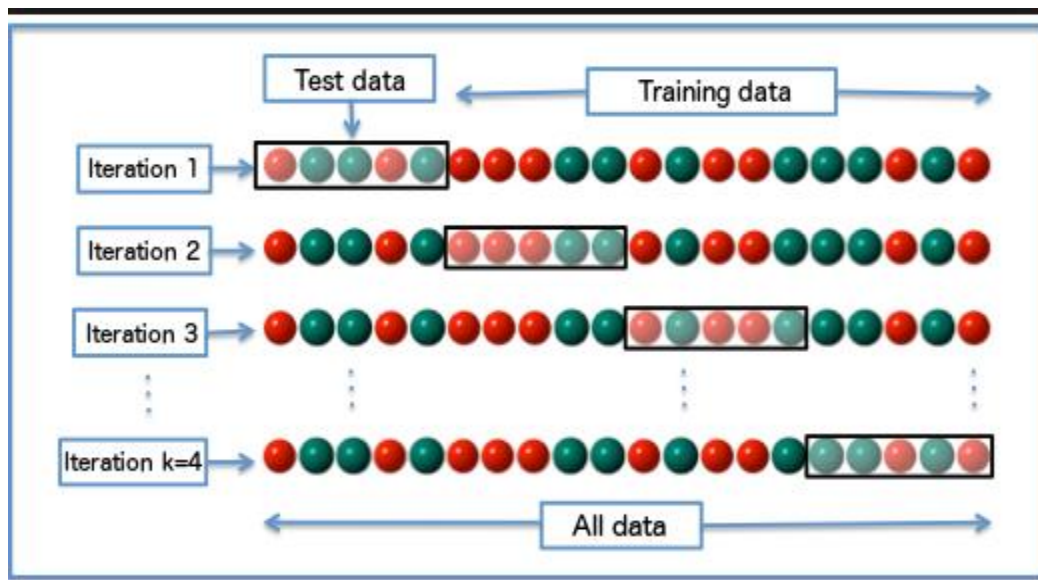 Test data
Training data
Iteration 1
Iteration 2
Iteration 3
Iteration k=4
All data